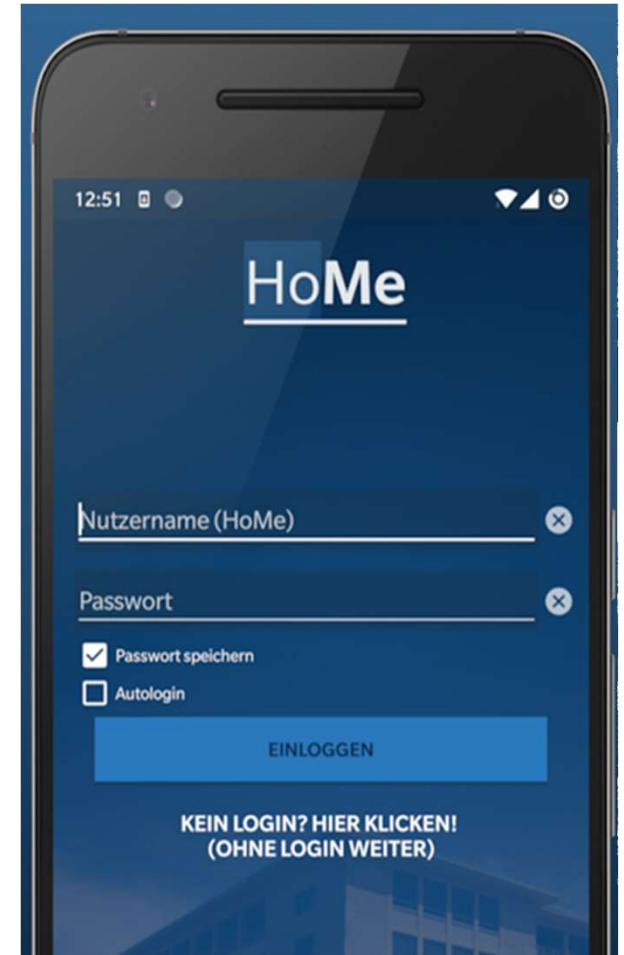 12:51
HoMe
Nutzername (HoMe)
Passwort
Passwort speichern
Autologin
EINLOGGEN
KEIN LOGIN? HIER KLICKEN!
(OHNE LOGIN WEITER)